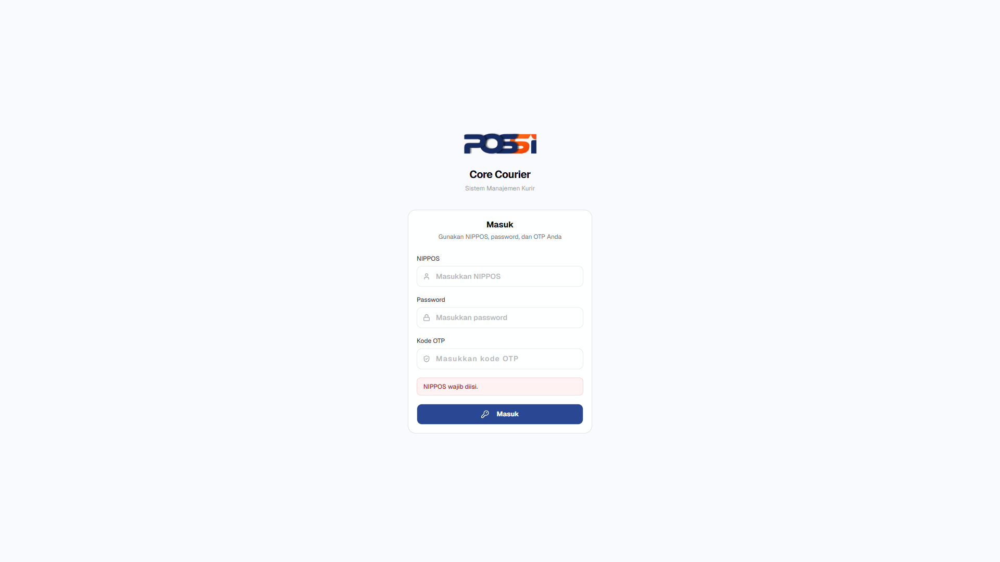 POSSi
Core Courier
Sistem Manajemen Kurir
Masuk
Gunakan NIPPOS, password, dan OTP Anda
NIPPOS
Masukkan NIPPOS
Password
Masukkan password
Kode OTP
Masukkan kode OTP
NIPPOS wajib diisi.
Masuk